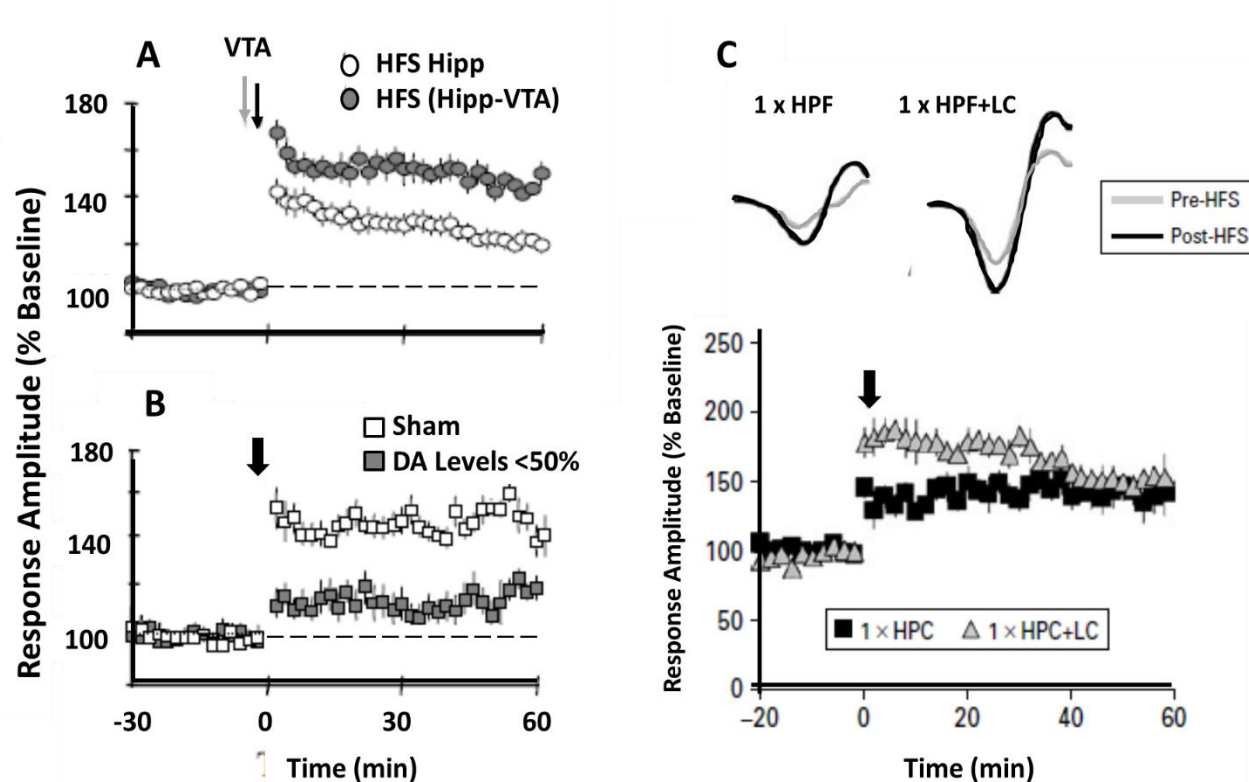 A
VTA
HFS Hipp
HFS (Hipp-VTA)
180
140
100
B
Sham
DA Levels <50%
180
140
100
-30
0
30
60
Time (min)
Response Amplitude (% Baseline)
C
1 x HPF
1 x HPF+LC
Pre-HFS
Post-HFS
250
200
150
100
50
0
1 × HPC
1 × HPC+LC
–20
0
20
40
60
Time (min)
Response Amplitude (% Baseline)